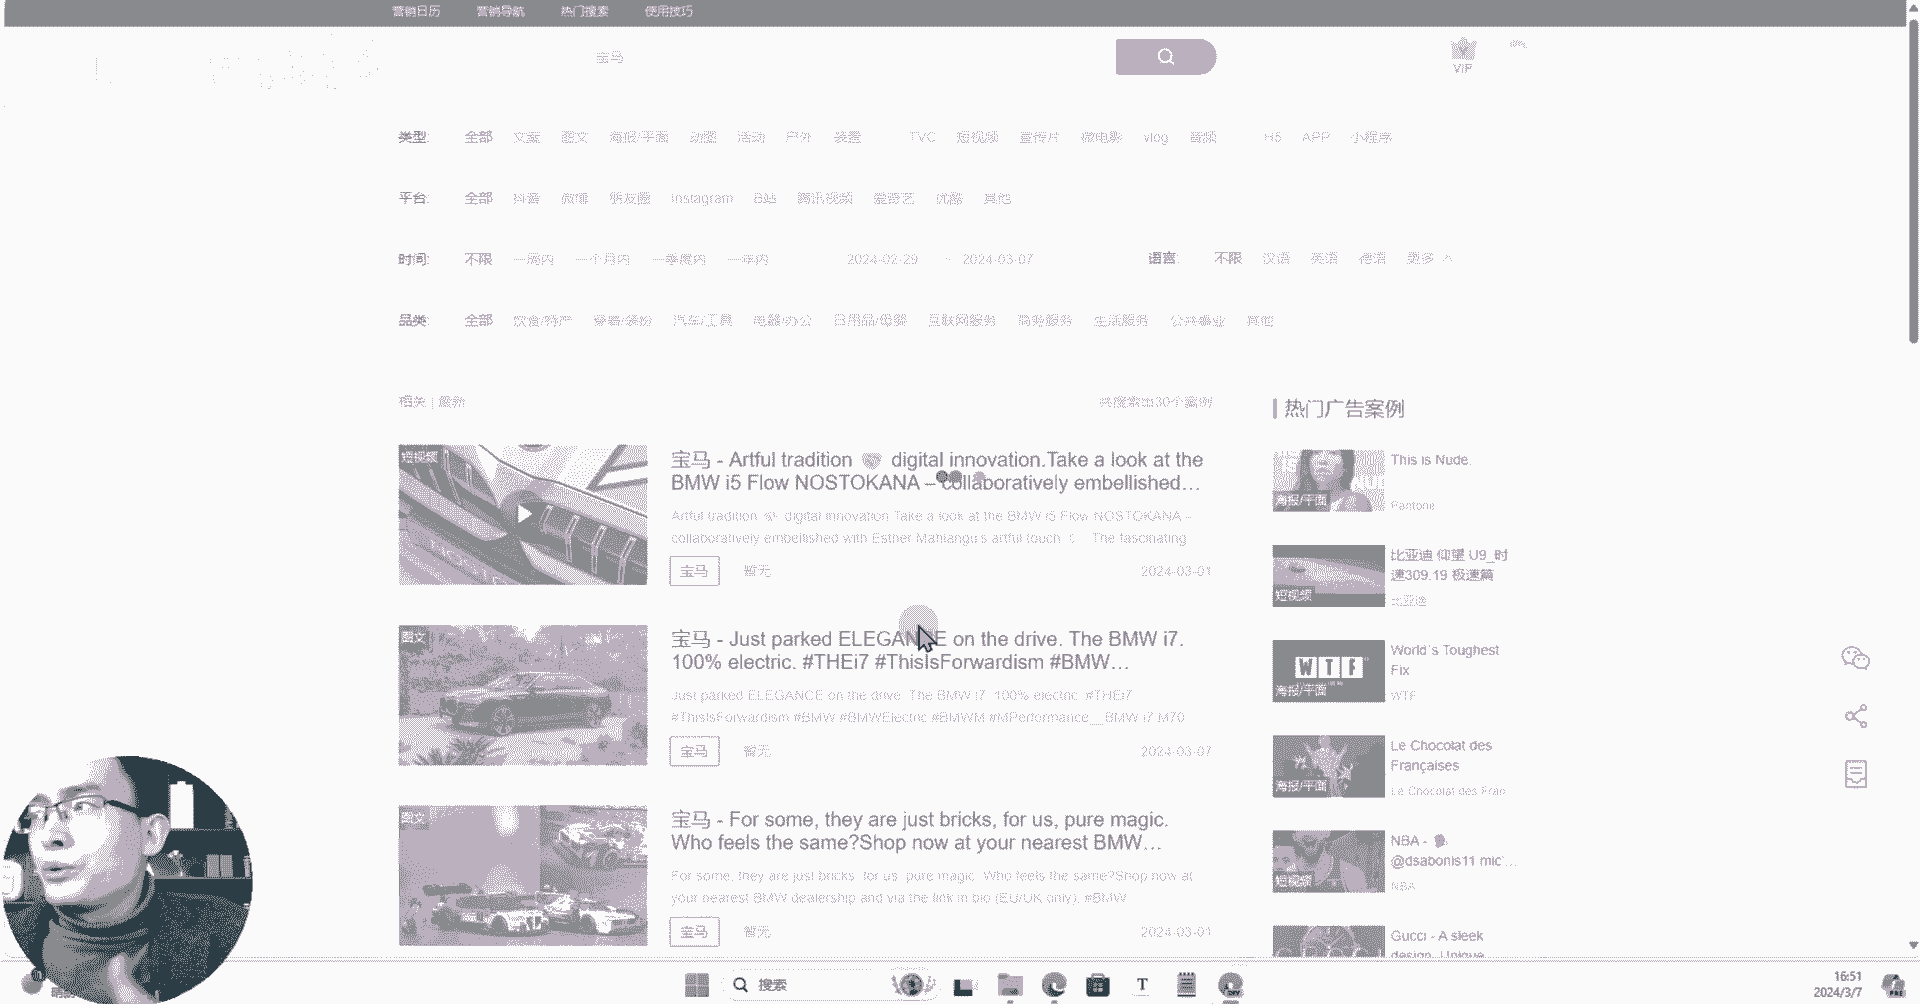 营销日历 营销导航 热门搜索 使用技巧
宝马
VIP
类型: 全部 文案 图文 海报/平面 动图 活动 户外 装置 TVC 短视频 宣传片 微电影 vlog 音频 H5 APP 小程序
平台: 全部 抖音 微博 朋友圈 Instagram B站 腾讯视频 爱奇艺 优酷 其他
时间: 不限 一周内 一个月内 一季度内 一年内 2024-02-29 - 2024-03-07 语言: 不限 汉语 英语 德语 更多
品类: 全部 饮食/特产 穿着/装扮 汽车/工具 电器/办公 日用品/母婴 互联网服务 商务服务 生活服务 公共事业 其他
相关 | 最新 共搜索出30个案例
短视频
宝马 - Artful tradition 🤝 digital innovation.Take a look at the
BMW i5 Flow NOSTOKANA – collaboratively embellished…
Artful tradition 🤝 digital innovation.Take a look at the BMW i5 Flow NOSTOKANA –
collaboratively embellished with Esther Mahlangu's artful touch. The fascinating
宝马 暂无 2024-03-01
图文
宝马 - Just parked ELEGANCE on the drive. The BMW i7.
100% electric. #THEi7 #ThisIsForwardism #BMW…
Just parked ELEGANCE on the drive. The BMW i7. 100% electric. #THEi7
#ThisIsForwardism #BMW #BMWElectric #BMWM #MPerformance__BMW i7 M70
宝马 暂无 2024-03-07
图文
宝马 - For some, they are just bricks, for us, pure magic.
Who feels the same?Shop now at your nearest BMW…
For some, they are just bricks, for us, pure magic. Who feels the same?Shop now at
your nearest BMW dealership and via the link in bio (EU/UK only). #BMW
宝马 暂无 2024-03-01
热门广告案例
海报/平面
This is Nude.
Pantone
短视频
比亚迪 仰望 U9_时
速309.19 极速篇
比亚迪
WTF
海报/平面
World`s Toughest
Fix
WTF
海报/平面
Le Chocolat des
Françaises
Le Chocolat des Fran
短视频
NBA -
@dsabonis11 mic'…
NBA
Gucci - A sleek
design. Unique
搜索
16:51
2024/3/7